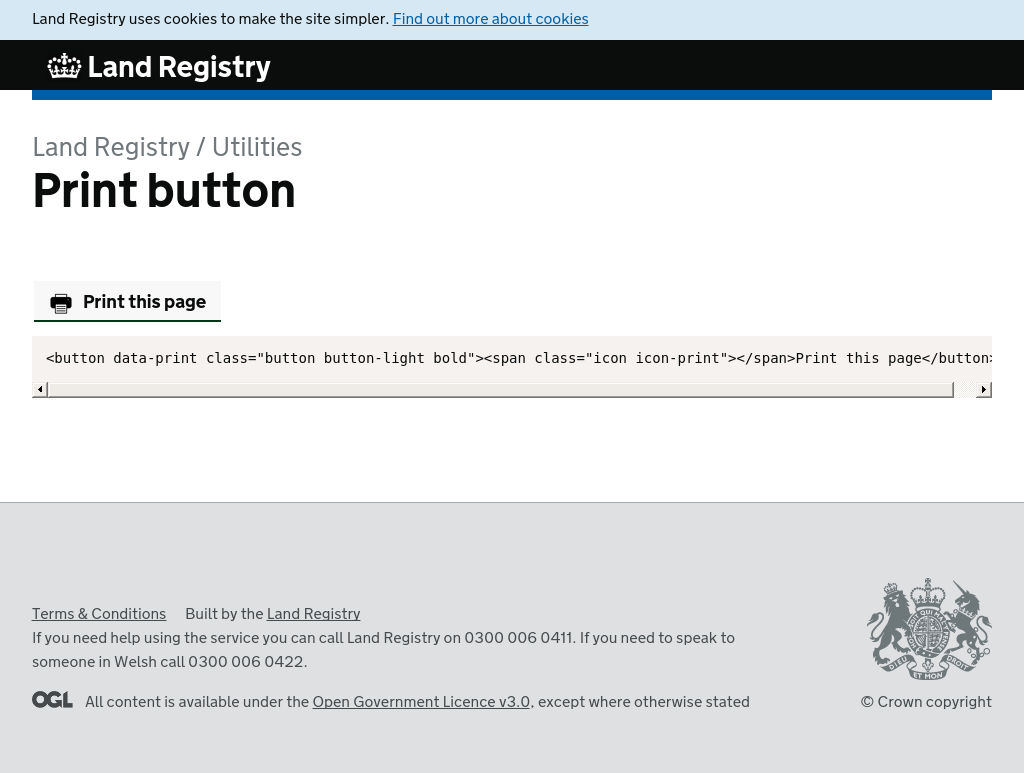 Land Registry uses cookies to make the site simpler. Find out more about cookies
Land Registry
Land Registry / Utilities
Print button
Print this page
<button data-print class="button button-light bold"><span class="icon icon-print"></span>Print this page</button>
Terms & Conditions Built by the Land Registry
If you need help using the service you can call Land Registry on 0300 006 0411. If you need to speak to
someone in Welsh call 0300 006 0422.
OGL All content is available under the Open Government Licence v3.0, except where otherwise stated
© Crown copyright